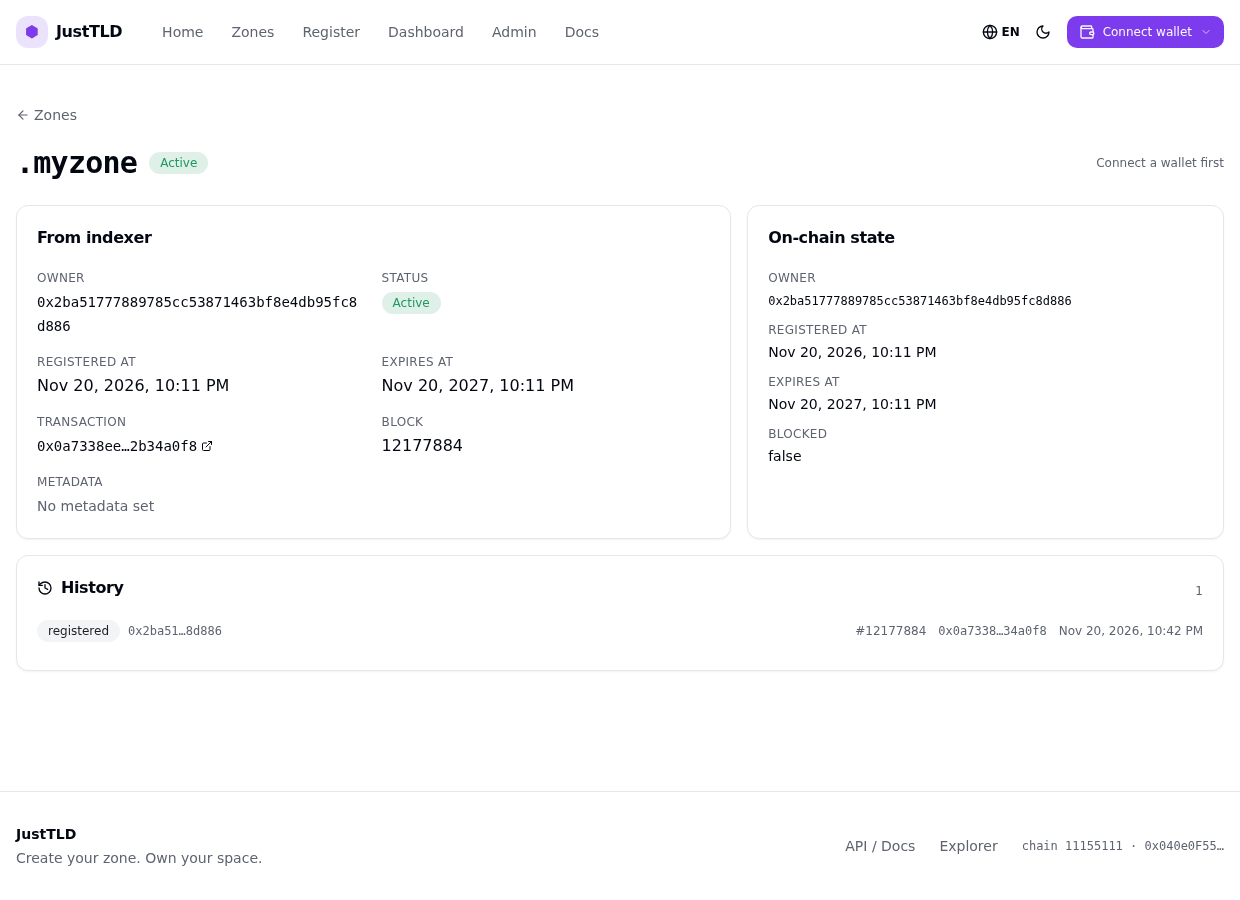 JustTLD
Home
Zones
Register
Dashboard
Admin
Docs
EN
Connect wallet
Zones
.myzone
Active
Connect a wallet first
From indexer
OWNER
0x2ba51777889785cc53871463bf8e4db95fc8
d886
STATUS
Active
REGISTERED AT
Nov 20, 2026, 10:11 PM
EXPIRES AT
Nov 20, 2027, 10:11 PM
TRANSACTION
0x0a7338ee…2b34a0f8
BLOCK
12177884
METADATA
No metadata set
On-chain state
OWNER
0x2ba51777889785cc53871463bf8e4db95fc8d886
REGISTERED AT
Nov 20, 2026, 10:11 PM
EXPIRES AT
Nov 20, 2027, 10:11 PM
BLOCKED
false
History
1
registered 0x2ba51…8d886 #12177884 0x0a7338…34a0f8 Nov 20, 2026, 10:42 PM
JustTLD
Create your zone. Own your space.
API / Docs
Explorer
chain 11155111 · 0x040e0F55…